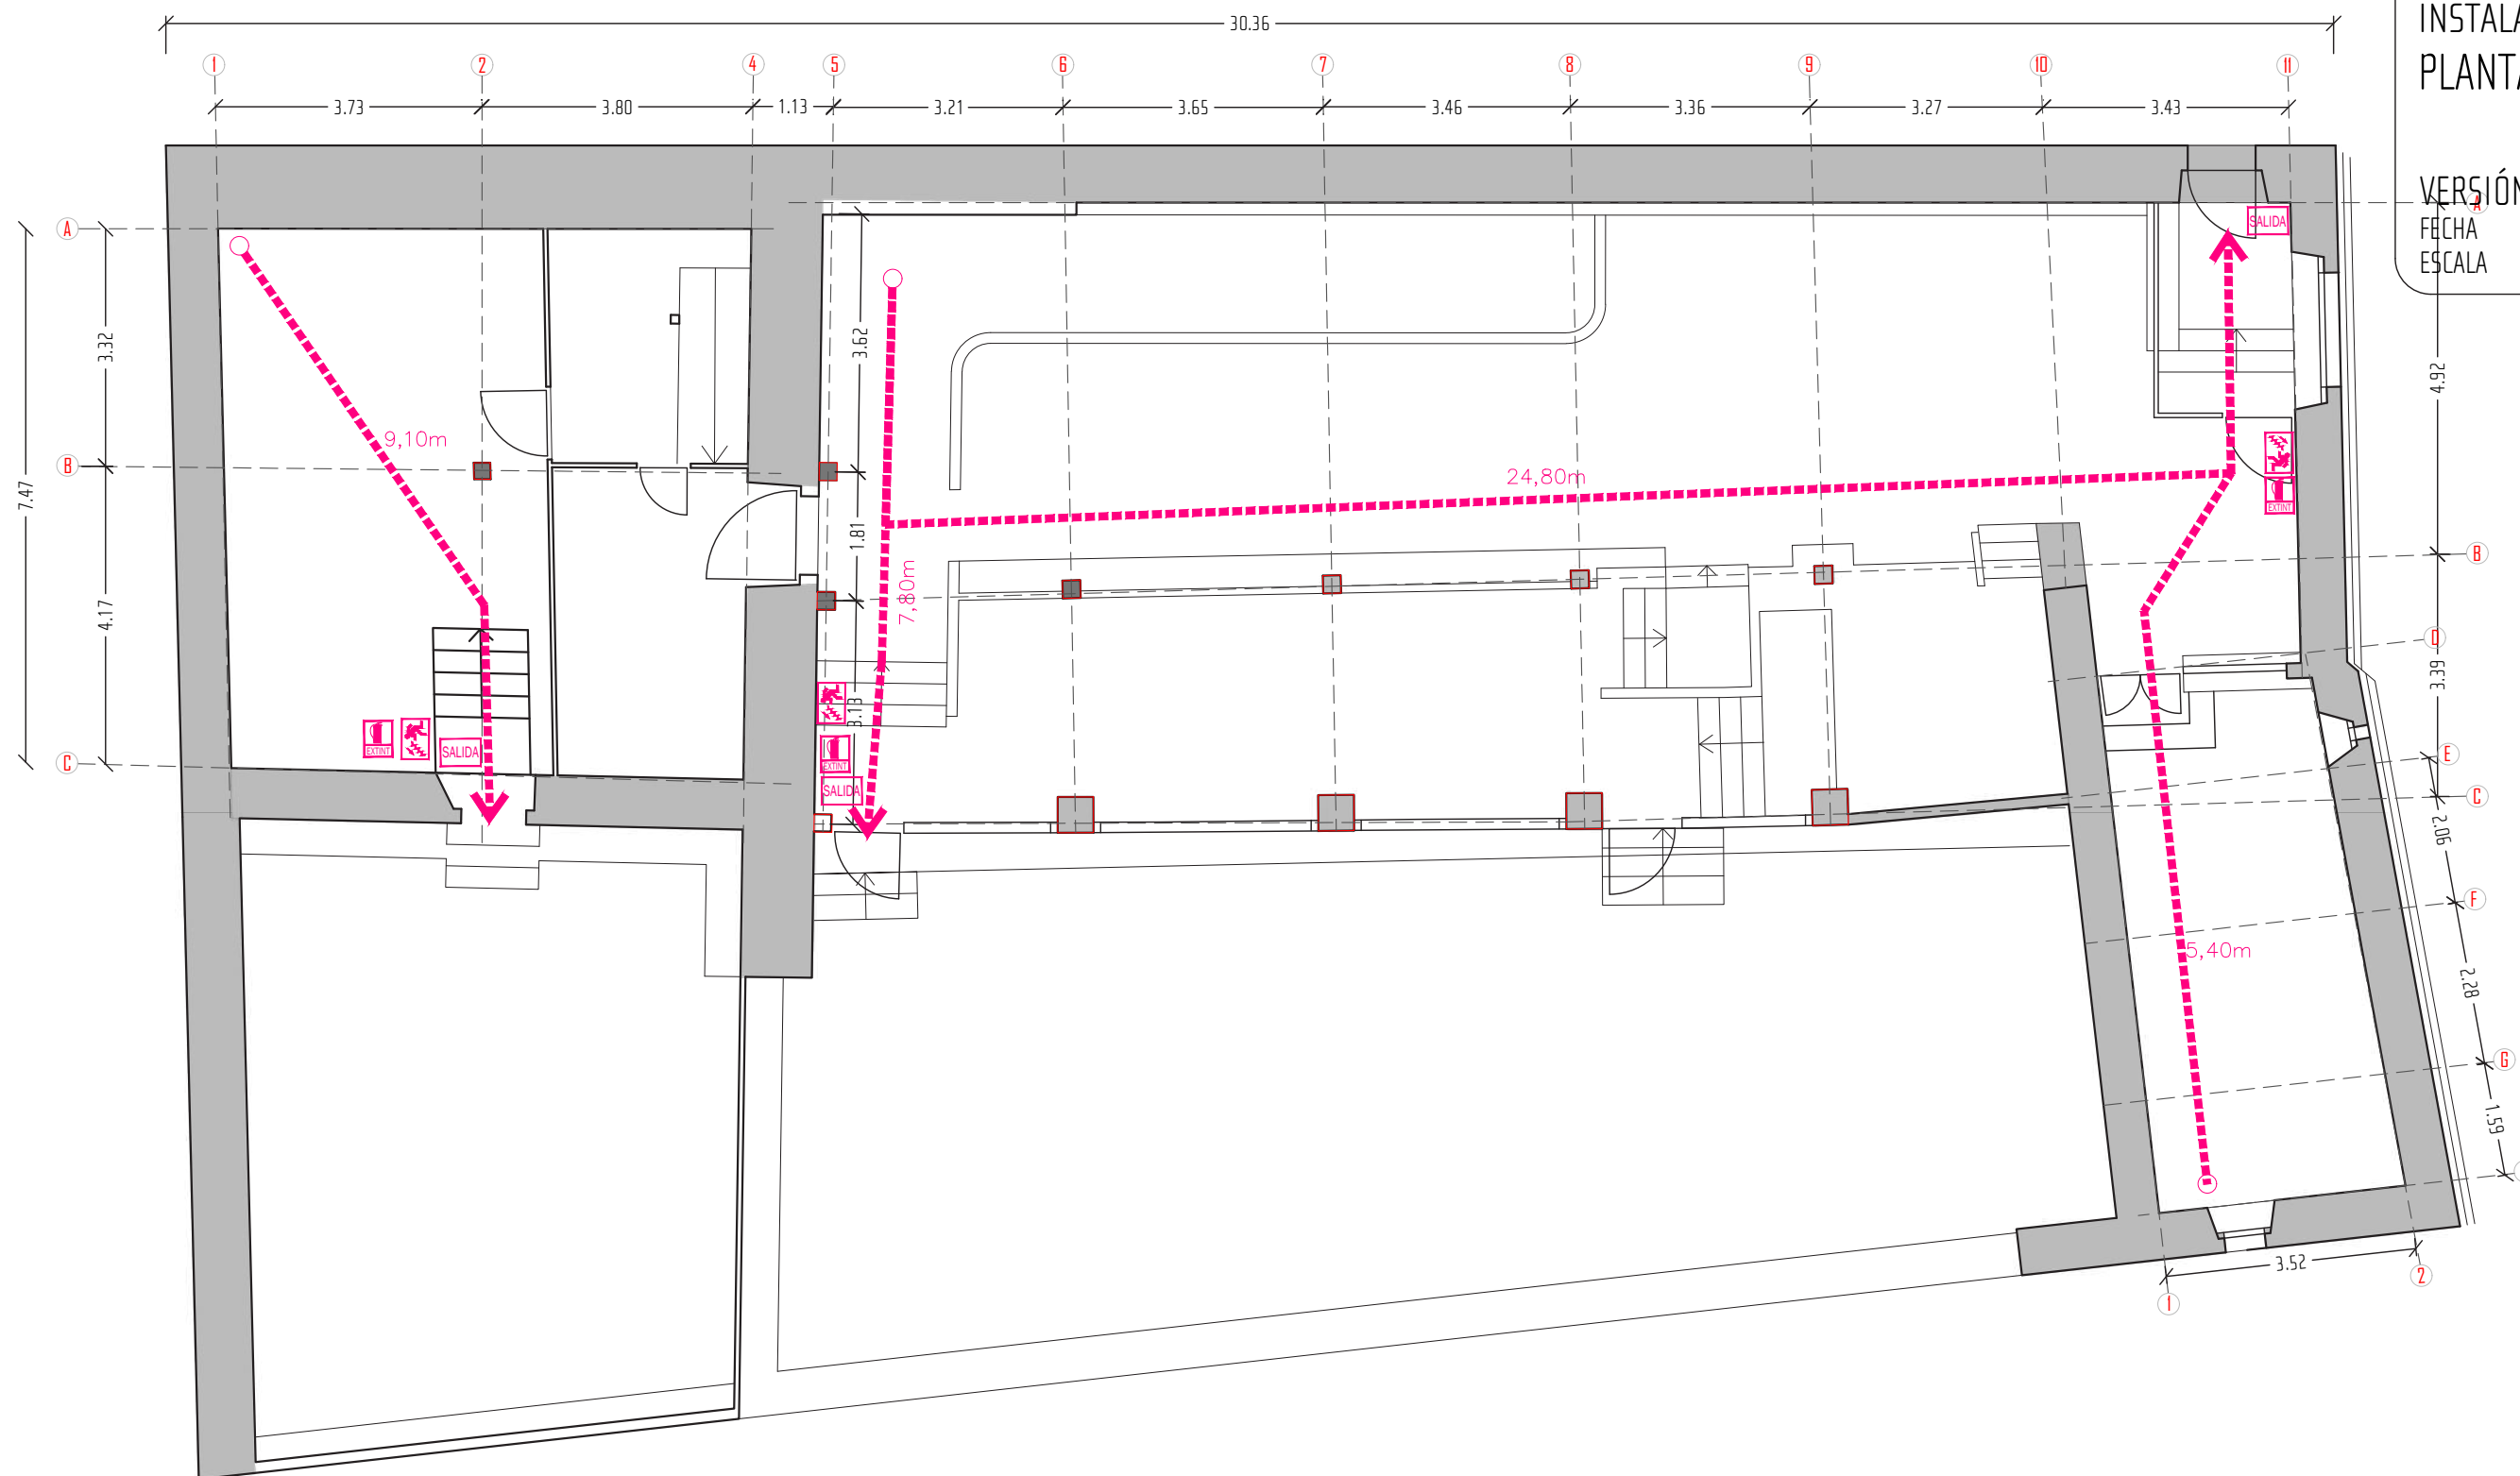 30.36
INSTALA
PLANTA
VERSIÓN
FECHA
ESCALA
1
2
4
5
6
7
8
9
10
11
3.73
3.80
1.13
3.21
3.65
3.46
3.36
3.27
3.43
A
A
SALIDA
3.32
3.62
4.92
9,10m
B
7.47
24,80m
EXTINT
1.81
B
7,80m
4.17
D
3.39
3.13
EXTINT
SALIDA
EXTINT
SALIDA
C
E
C
2.06
F
5,40m
2.28
G
1.59
3.52
2
1